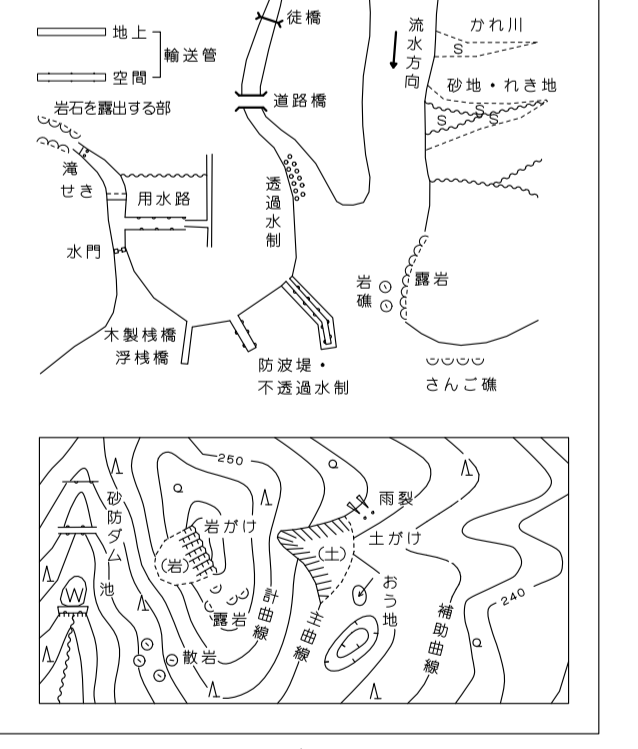 徒橋
地上
輸送管
空間
岩石を露出する部
道路橋
流水方向
かれ川
S
砂地・れき地
S
S
S
滝
せき
用水路
透過水制
水門
岩礁
露岩
木製桟橋
浮桟橋
防波堤・
不透過水制
さんご礁
250
砂防ダム
岩がけ
(岩)
雨裂
土がけ
(土)
池
W
露岩
計曲線
主曲線
おう地
補助曲線
240
散岩